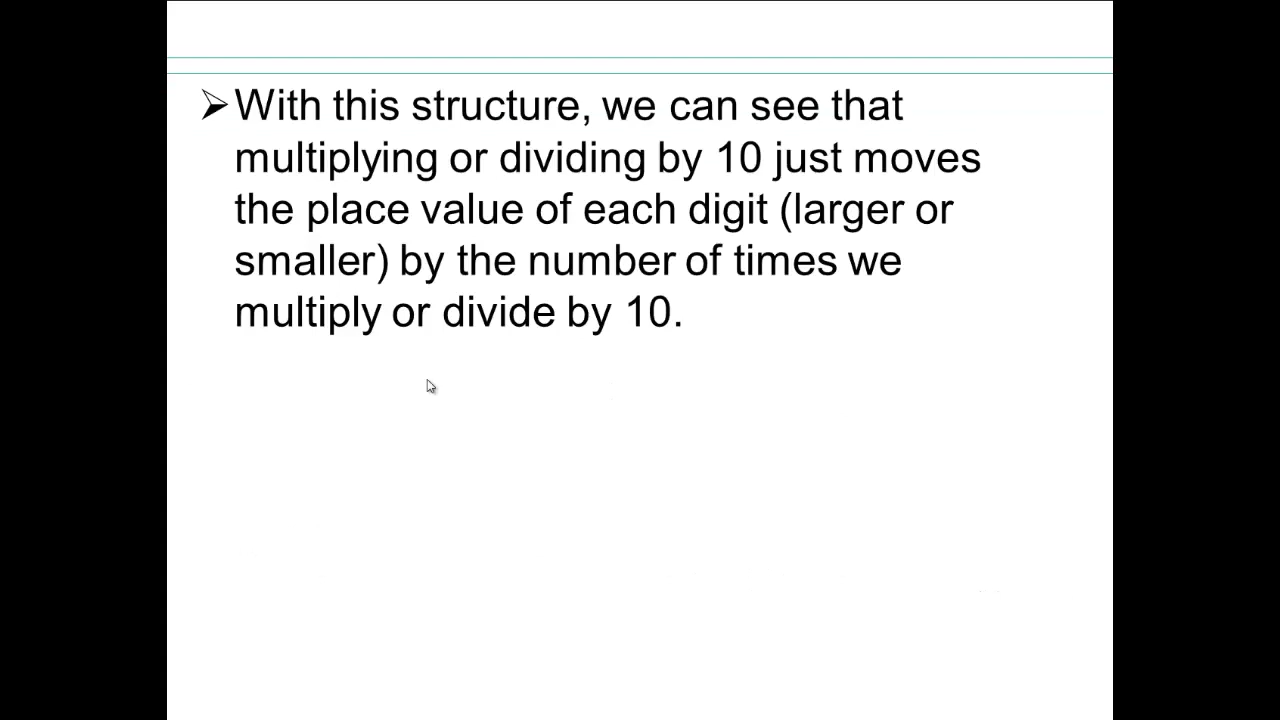 With this structure, we can see that
multiplying or dividing by 10 just moves
the place value of each digit (larger or
smaller) by the number of times we
multiply or divide by 10.